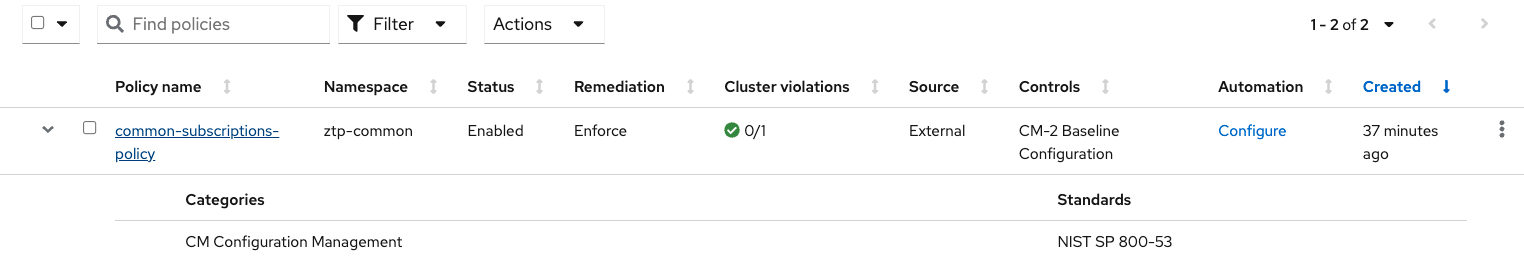 Find policies Filter Actions 1 - 2 of 2
Policy name Namespace Status Remediation Cluster violations Source Controls Automation Created
common-subscriptions- ztp-common Enabled Enforce 0/1 External CM-2 Baseline Configure 37 minutes
policy Configuration ago
Categories Standards
CM Configuration Management NIST SP 800-53